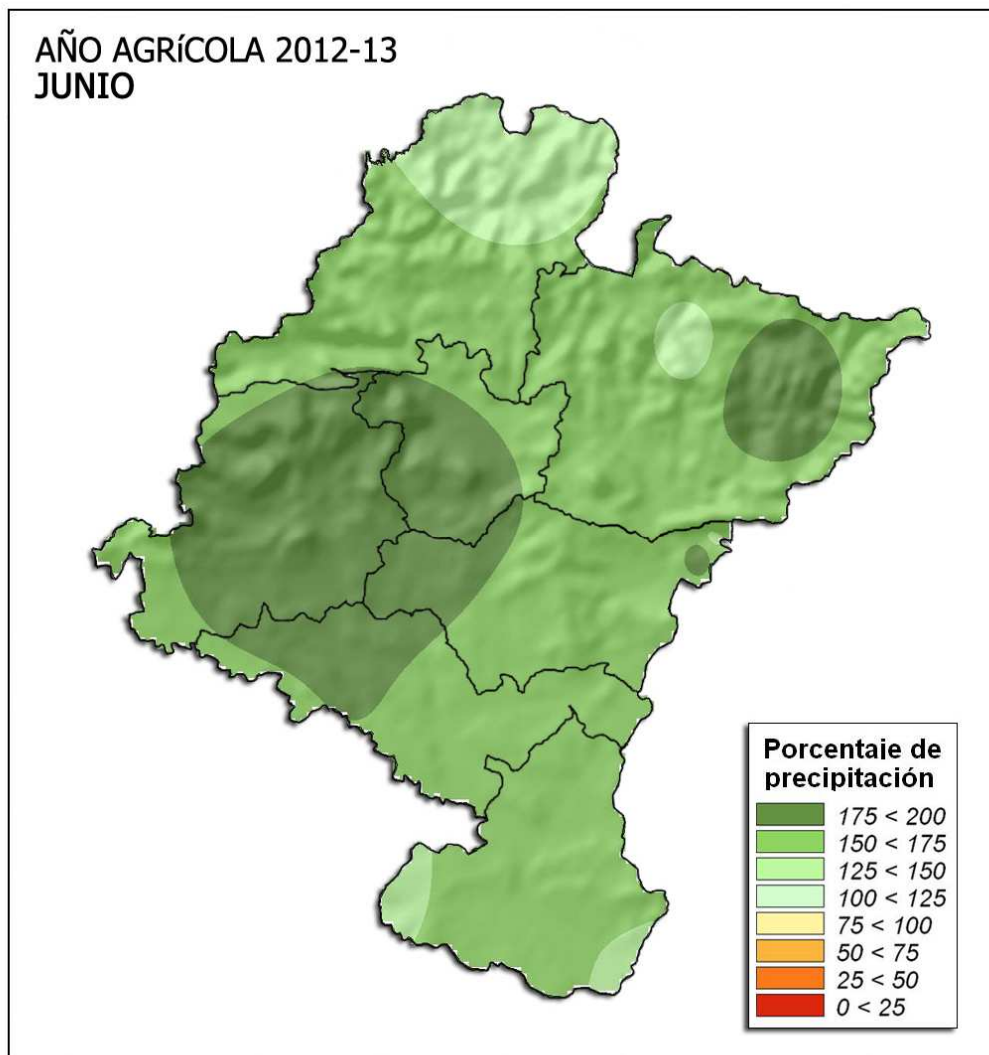 AÑO AGRíCOLA 2012-13
JUNIO
Porcentaje de
precipitación
175 < 200
150 < 175
125 < 150
100 < 125
75 < 100
50 < 75
25 < 50
0 < 25